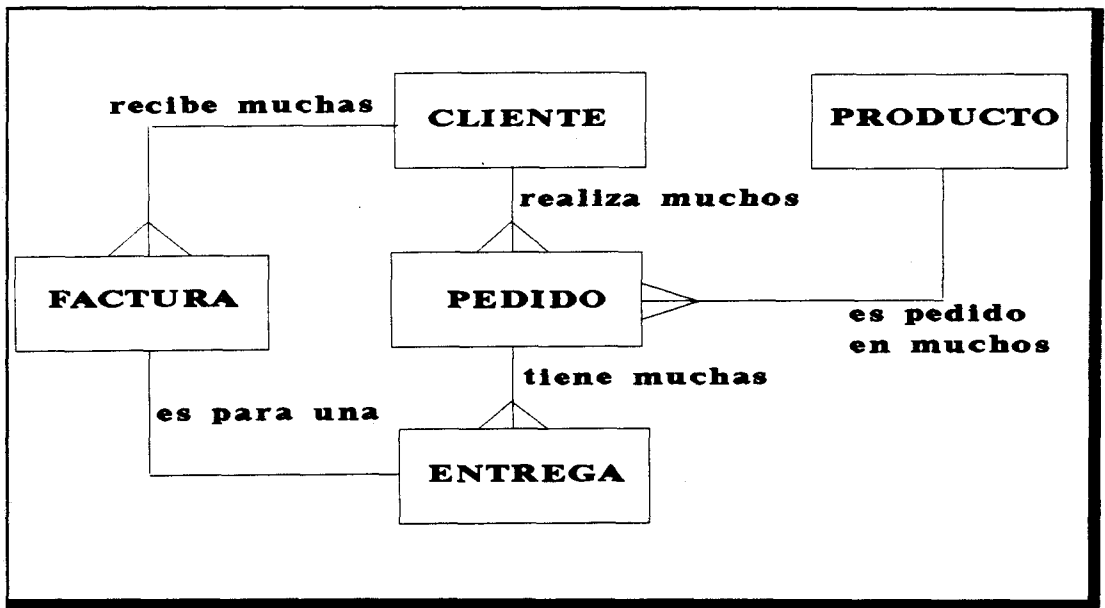 recibe muchas
CLIENTE
PRODUCTO
realiza muchos
FACTURA
PEDIDO
es pedido
en muchos
tiene muchas
es para una
ENTREGA